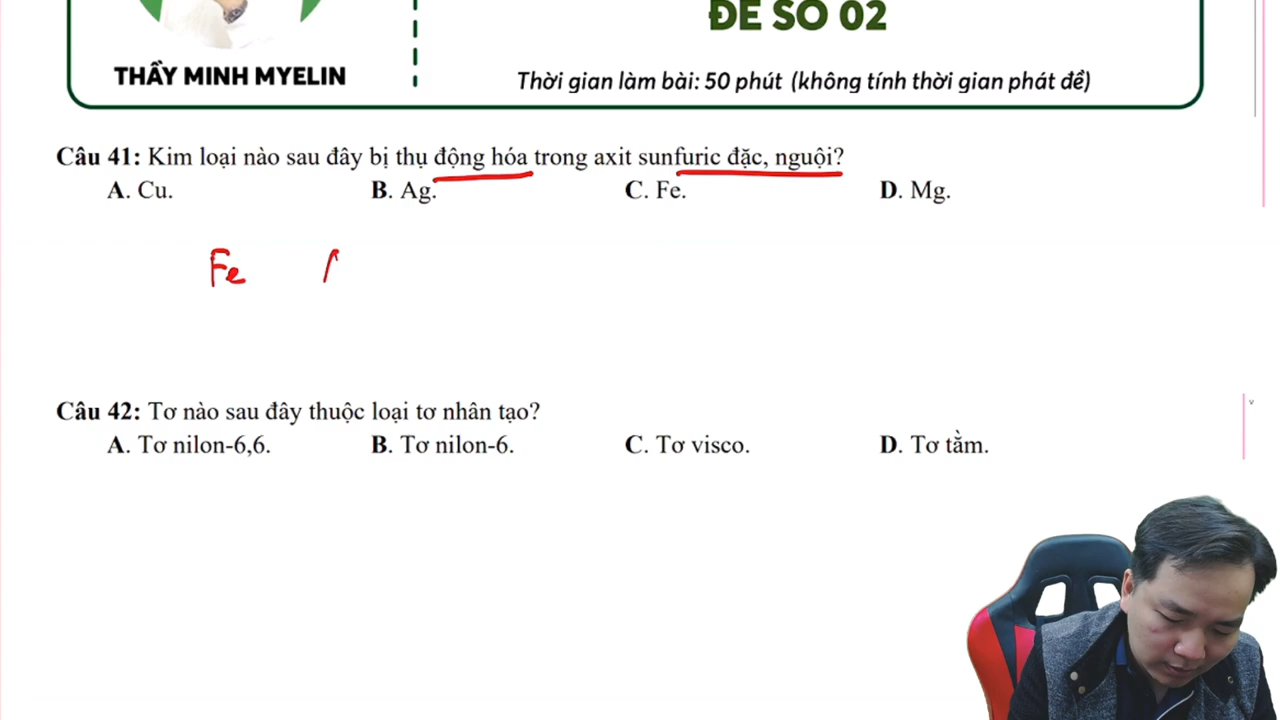 ĐỀ SỐ 02
THẦY MINH MYELIN
Thời gian làm bài: 50 phút (không tính thời gian phát đề)
Câu 41: Kim loại nào sau đây bị thụ động hóa trong axit sunfuric đặc, nguội?
A. Cu. B. Ag. C. Fe. D. Mg.
Fe
Câu 42: Tơ nào sau đây thuộc loại tơ nhân tạo?
A. Tơ nilon-6,6. B. Tơ nilon-6. C. Tơ visco. D. Tơ tằm.